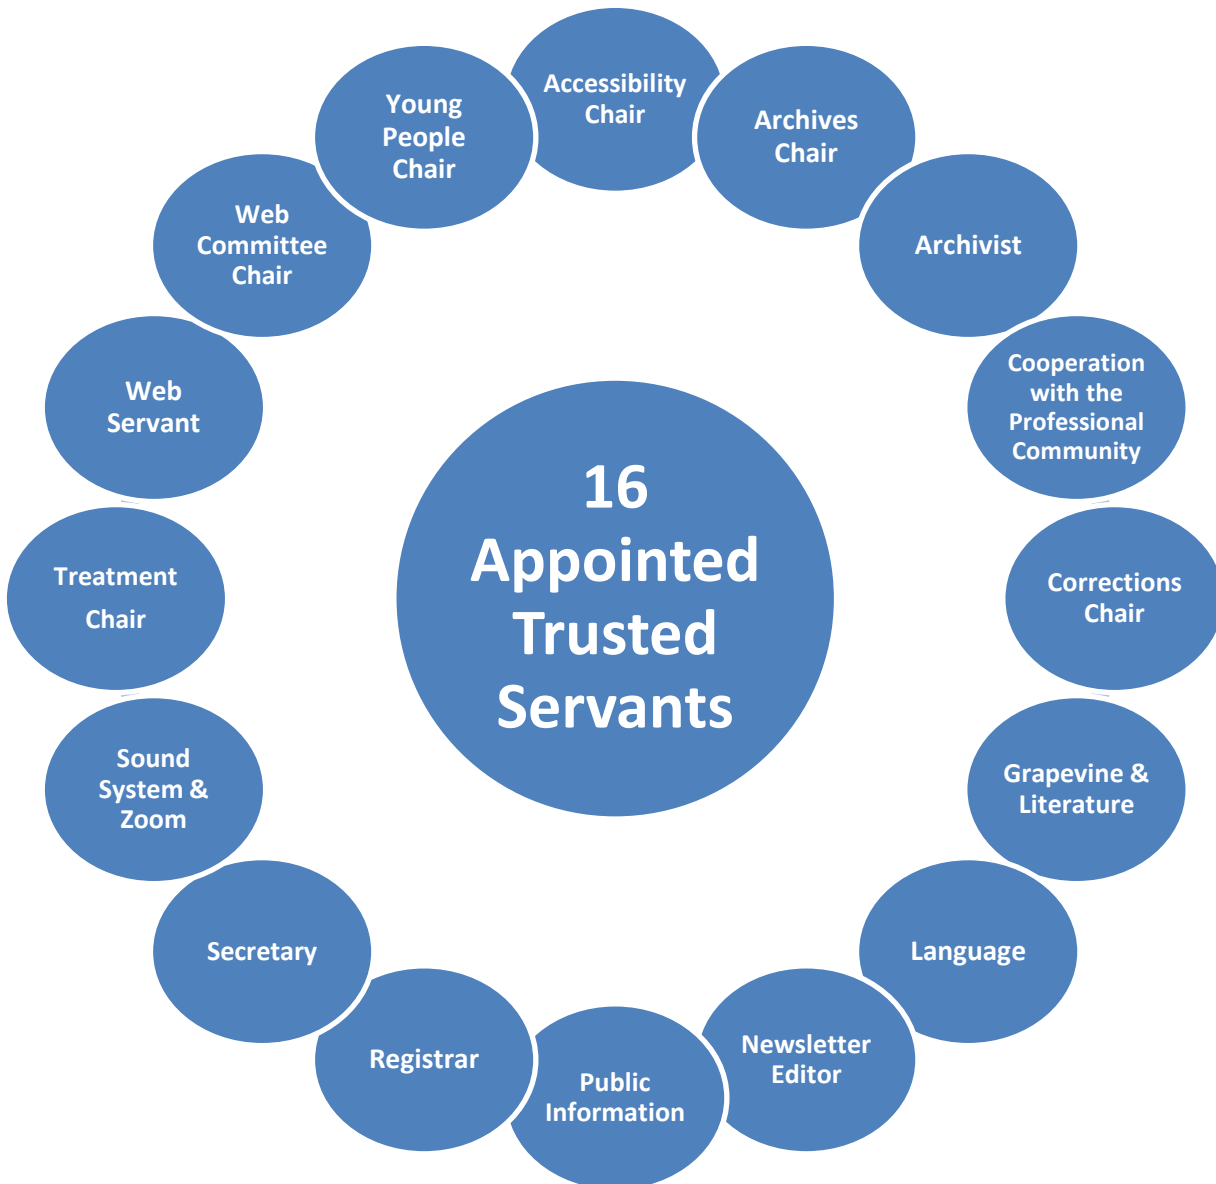 Accessibility
Chair
Archives
Chair
Archivist
Cooperation
with the
Professional
Community
Corrections
Chair
Grapevine &
Literature
Language
Newsletter
Editor
Public
Information
Registrar
Secretary
Sound
System &
Zoom
Treatment
Chair
Web
Servant
Web
Committee
Chair
Young
People
Chair
16
Appointed
Trusted
Servants